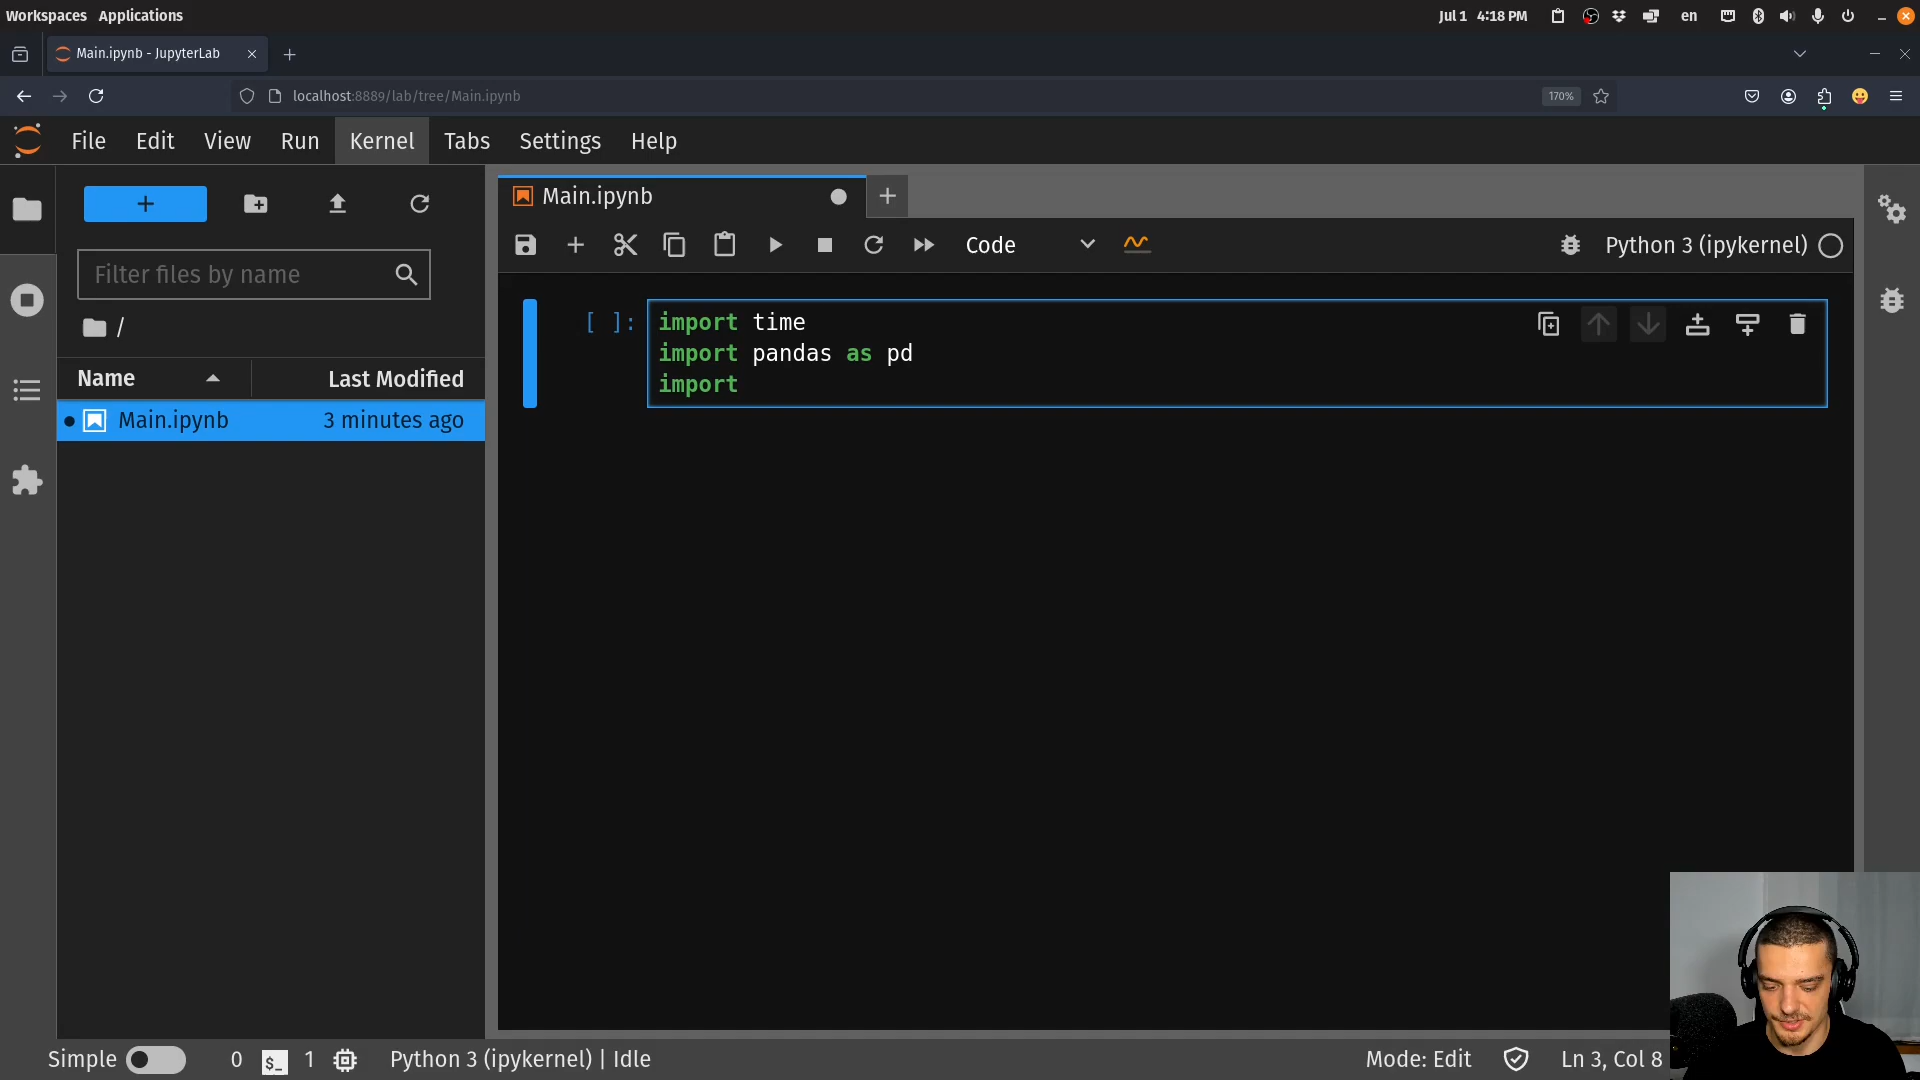 Workspaces Applications
Jul 1 4:18 PM
en
Main.ipynb - JupyterLab
localhost:8889/lab/tree/Main.ipynb
170%
File Edit View Run Kernel Tabs Settings Help
Main.ipynb
Code
Python 3 (ipykernel)
Filter files by name
/
Name Last Modified
Main.ipynb 3 minutes ago
[ ]: import time
import pandas as pd
import
Simple 0 $_ 1 Python 3 (ipykernel) | Idle
Mode: Edit Ln 3, Col 8